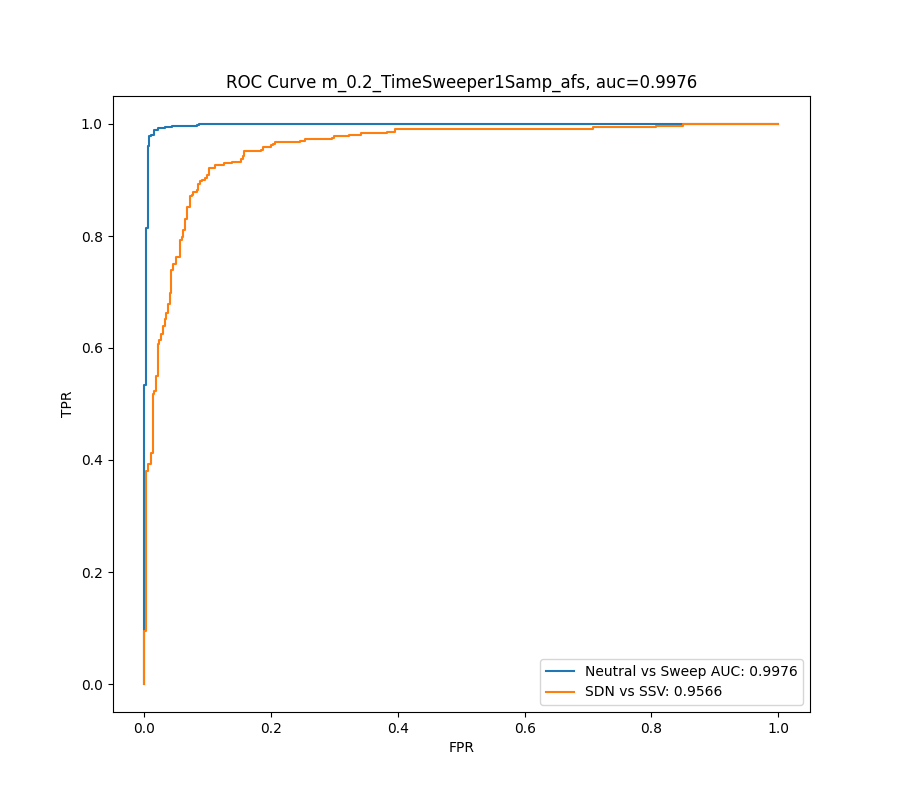 ROC Curve m_0.2_TimeSweeper1Samp_afs, auc=0.9976
1.0
0.8
0.6
0.4
0.2
0.0
TPR
0.0 0.2 0.4 0.6 0.8 1.0
FPR
Neutral vs Sweep AUC: 0.9976
SDN vs SSV: 0.9566